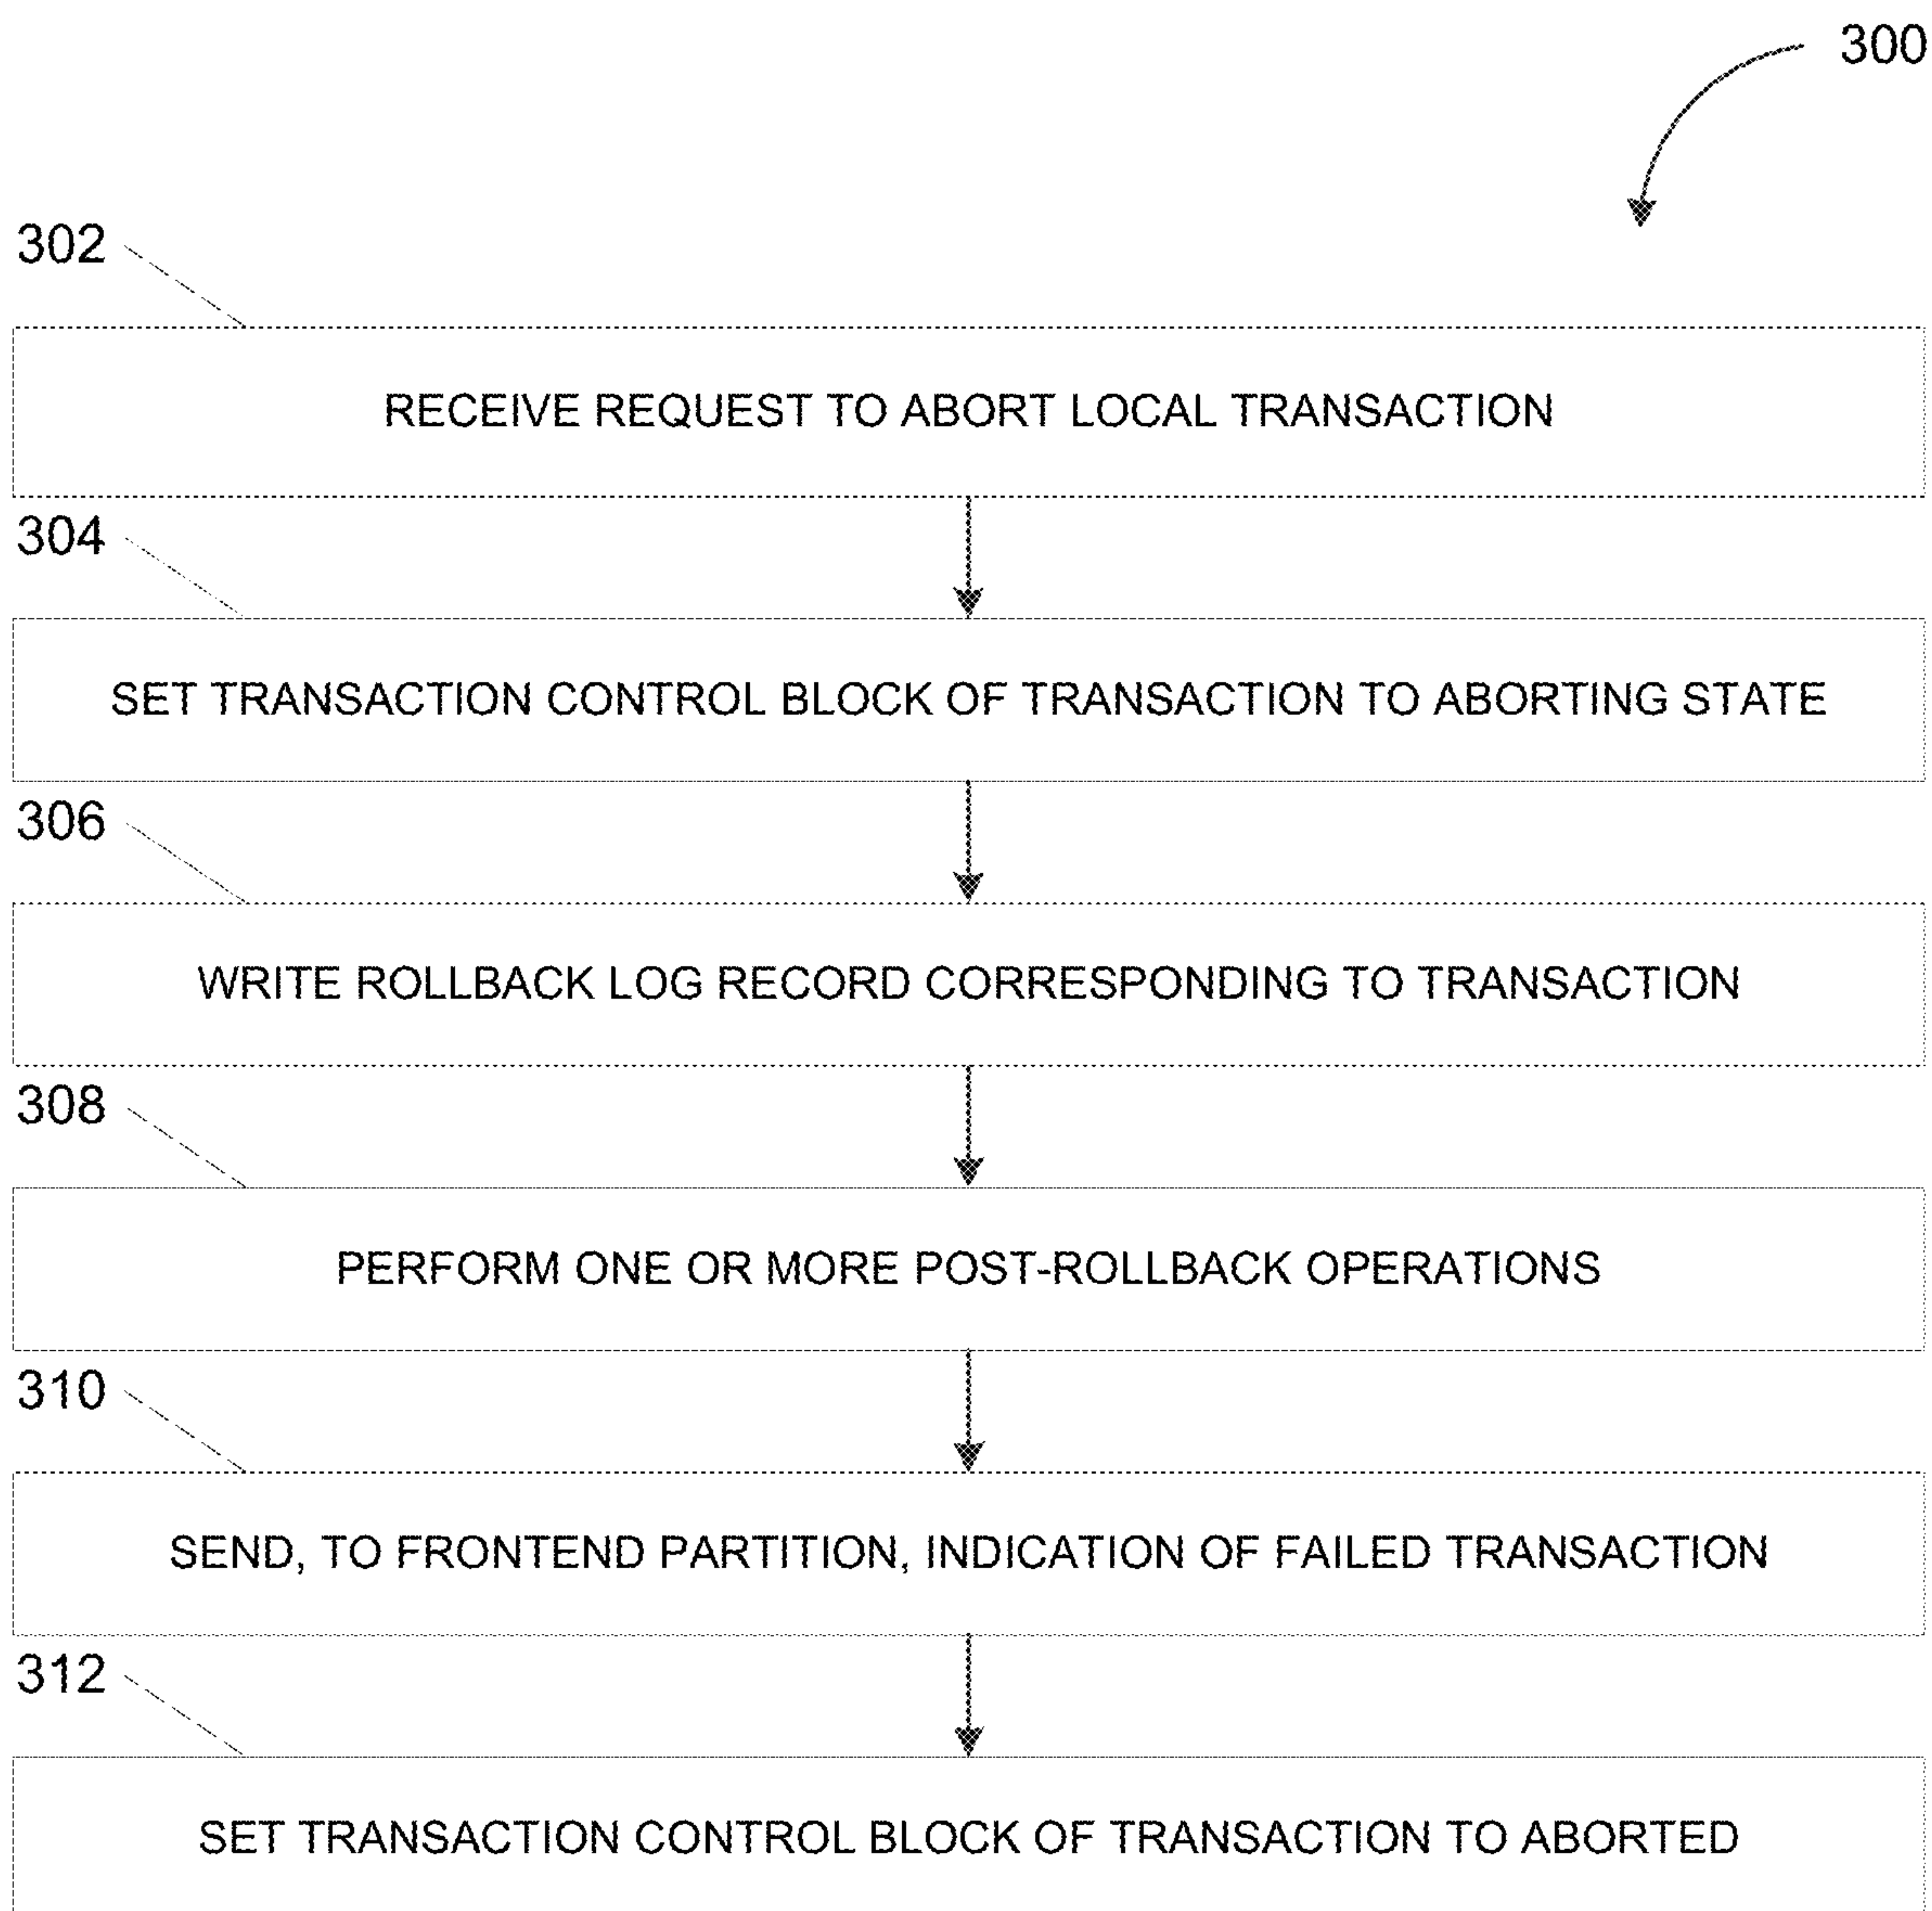 300
302
RECEIVE REQUEST TO ABORT LOCAL TRANSACTION
304
SET TRANSACTION CONTROL BLOCK OF TRANSACTION TO ABORTING STATE
306
WRITE ROLLBACK LOG RECORD CORRESPONDING TO TRANSACTION
308
PERFORM ONE OR MORE POST-ROLLBACK OPERATIONS
310
SEND, TO FRONTEND PARTITION, INDICATION OF FAILED TRANSACTION
312
SET TRANSACTION CONTROL BLOCK OF TRANSACTION TO ABORTED